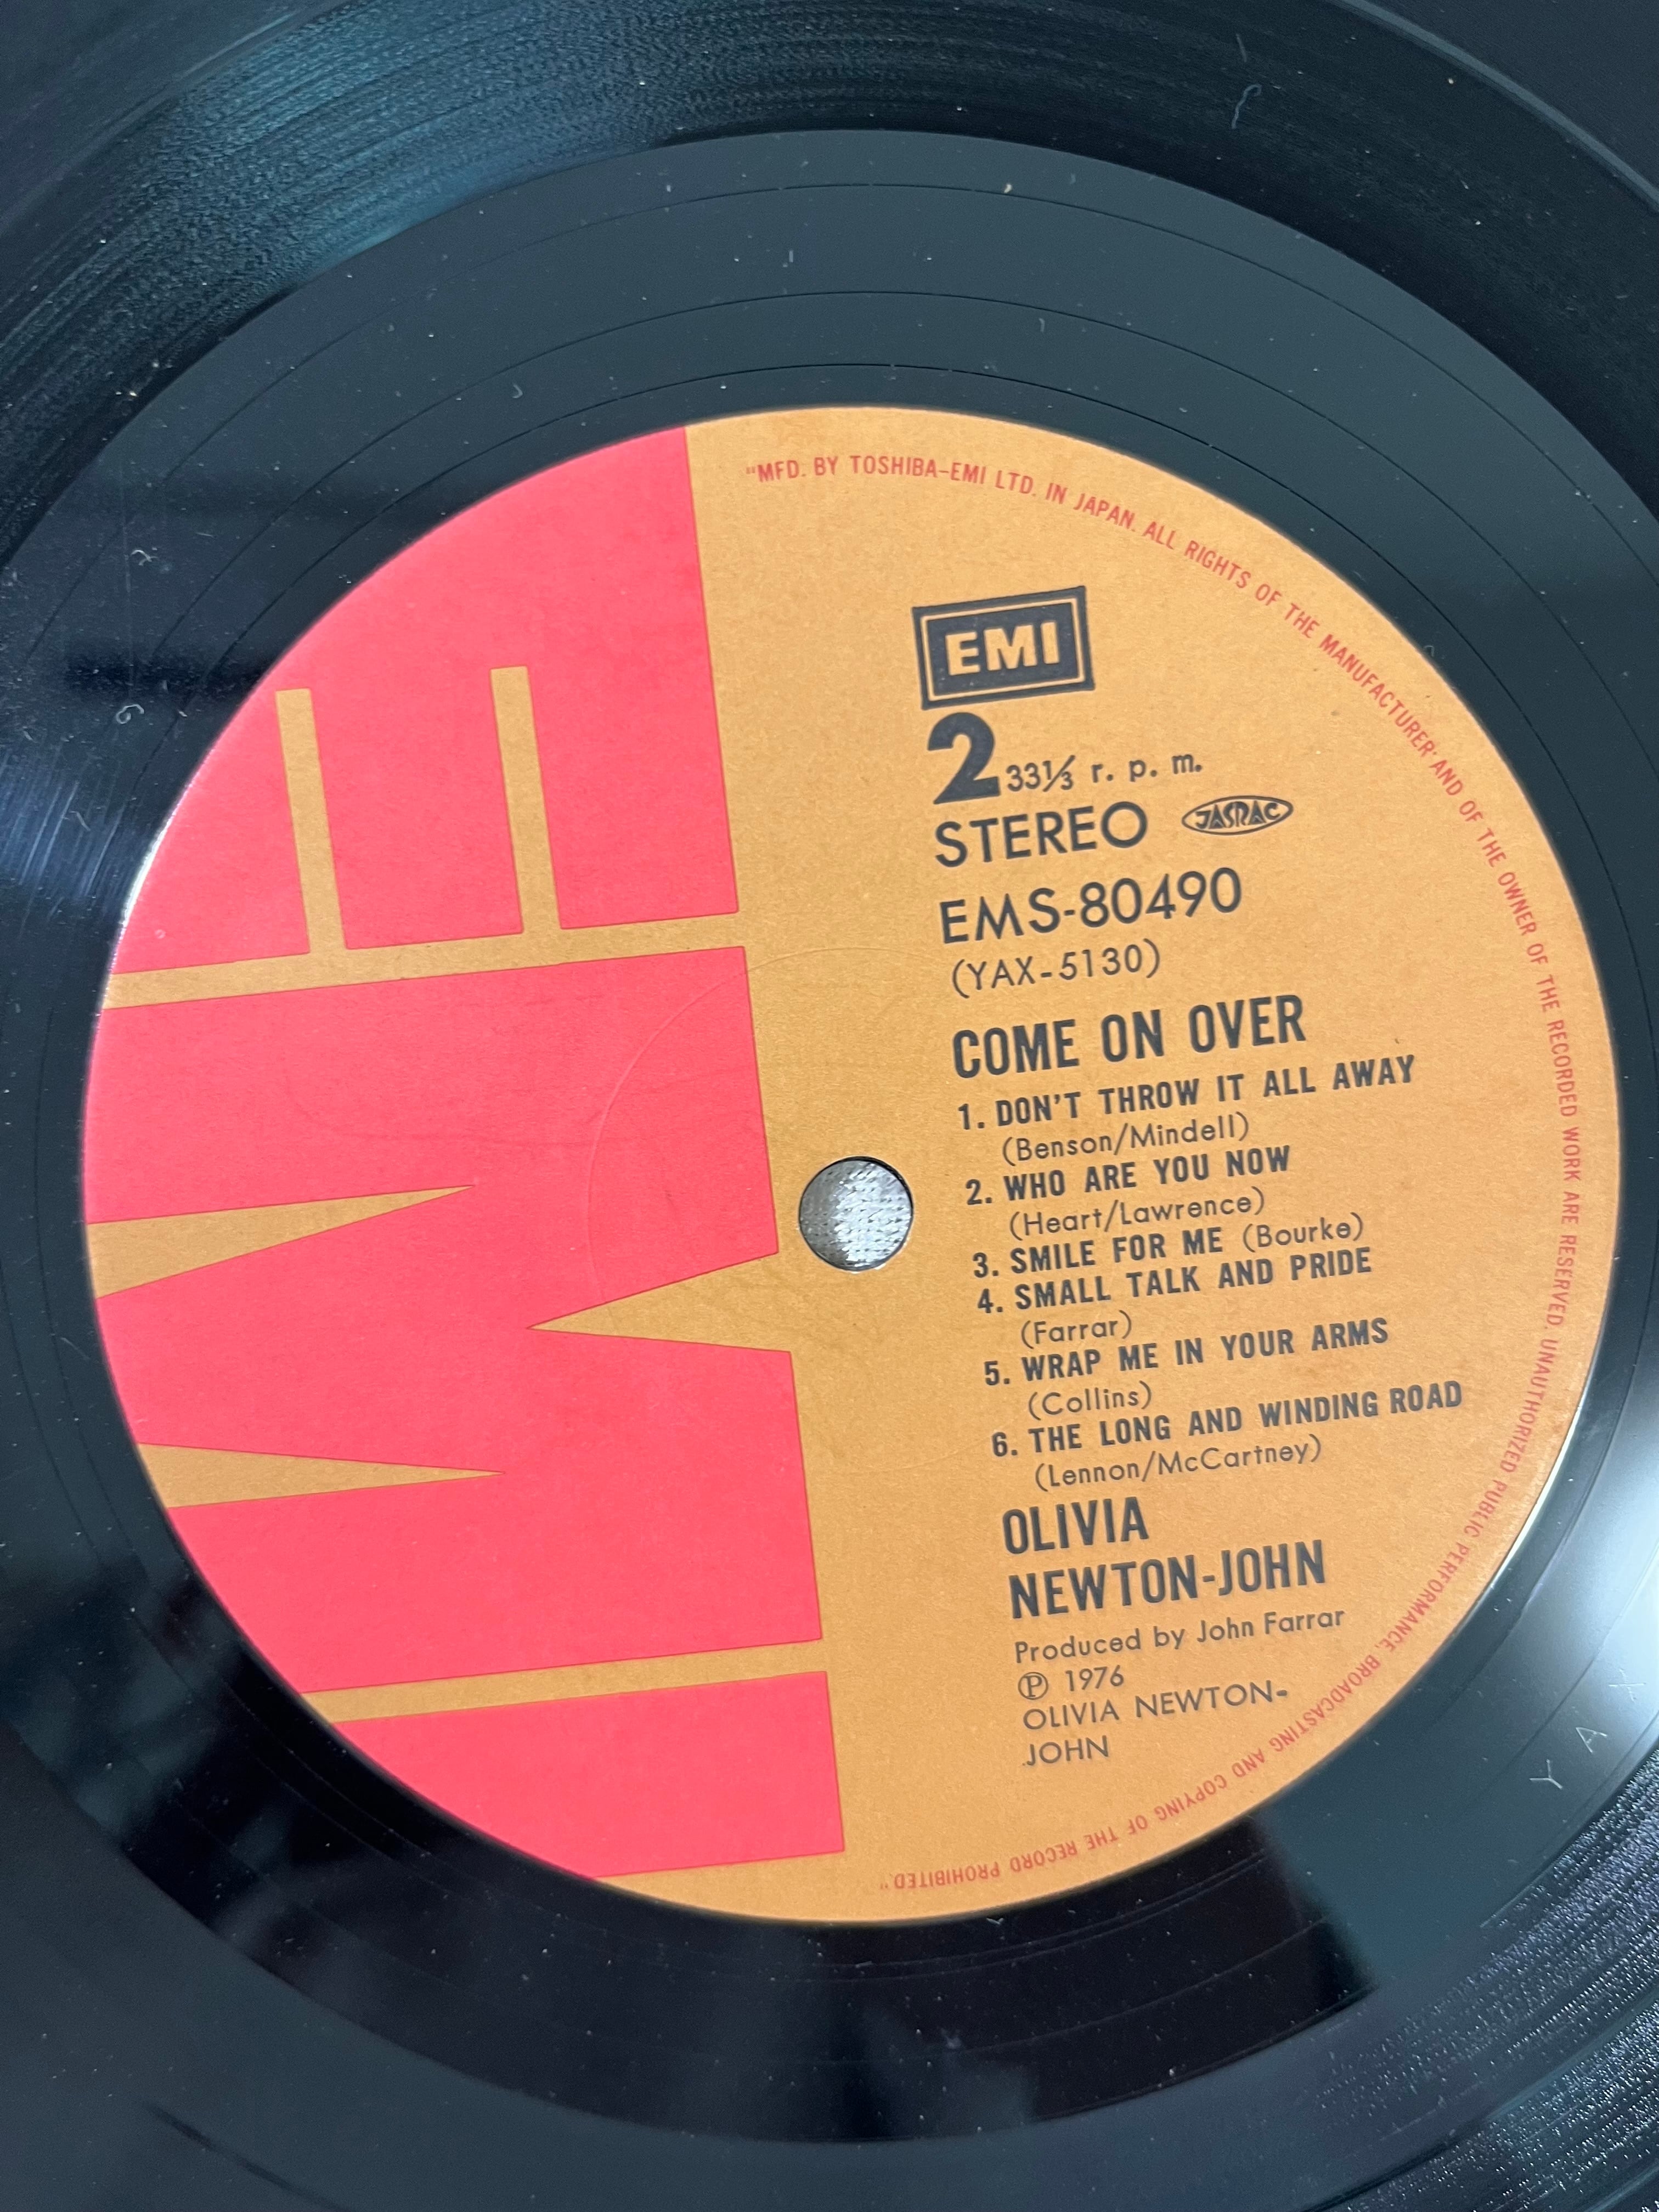 "MFD. BY TOSHIBA-EMI LTD. IN JAPAN. ALL RIGHTS OF THE MANUFACTURER AND OF THE OWNER OF THE RECORDED WORK ARE RESERVED. UNAUTHORIZED PUBLIC PERFORMANCE, BROADCASTING AND COPYING OF THE RECORD PROHIBITED."
EMI
EMI
2 33⅓ r. p. m.
STEREO JASRAC
EMS-80490
(YAX-5130)
COME ON OVER
1. DON'T THROW IT ALL AWAY
(Benson/Mindell)
2. WHO ARE YOU NOW
(Heart/Lawrence)
3. SMILE FOR ME (Bourke)
4. SMALL TALK AND PRIDE
(Farrar)
5. WRAP ME IN YOUR ARMS
(Collins)
6. THE LONG AND WINDING ROAD
(Lennon/McCartney)
OLIVIA
NEWTON-JOHN
Produced by John Farrar
℗ 1976
OLIVIA NEWTON-
JOHN
Y A X